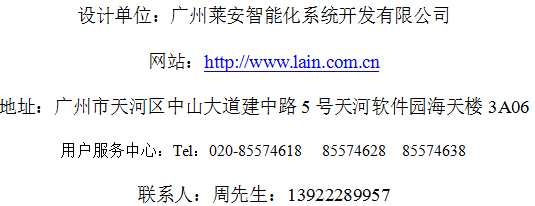 设计单位：广州莱安智能化系统开发有限公司
网站：http://www.lain.com.cn
地址：广州市天河区中山大道建中路 5 号天河软件园海天楼 3A06
用户服务中心：Tel：020-85574618 85574628 85574638
联系人：周先生：13922289957